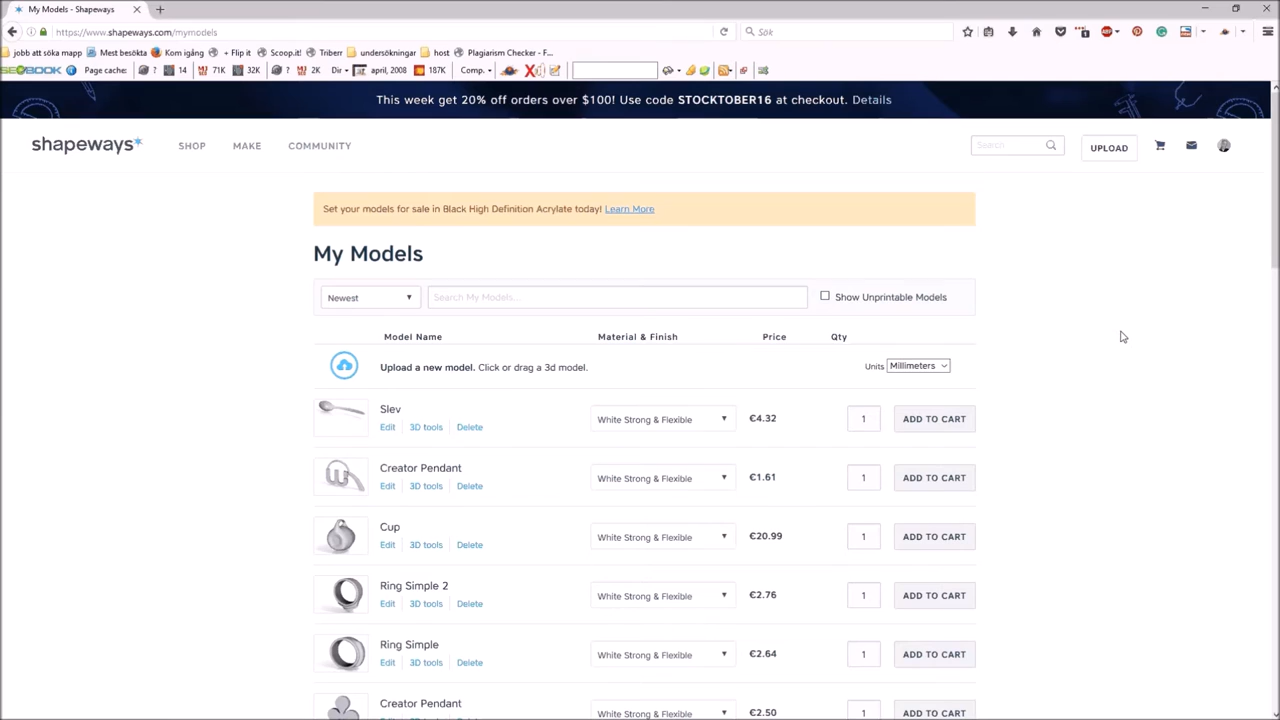 My Models - Shapeways
https://www.shapeways.com/mymodels
Sök
jobb att söka mapp Mest besökta Kom igång + Flip it Scoop.it! Triberr undersökningar host Plagiarism Checker - F...
SEOBOOK Page cache: ? 14 71K 32K ? 2K Dir april, 2008 187K Comp.
This week get 20% off orders over $100! Use code STOCKTOBER16 at checkout. Details
shapeways SHOP MAKE COMMUNITY Search UPLOAD
Set your models for sale in Black High Definition Acrylate today! Learn More
My Models
Newest Search My Models... Show Unprintable Models
Model Name Material & Finish Price Qty
Upload a new model. Click or drag a 3d model. Units Millimeters
Slev
White Strong & Flexible €4.32 1 ADD TO CART
Edit 3D tools Delete
Creator Pendant
White Strong & Flexible €1.61 1 ADD TO CART
Edit 3D tools Delete
Cup
White Strong & Flexible €20.99 1 ADD TO CART
Edit 3D tools Delete
Ring Simple 2
White Strong & Flexible €2.76 1 ADD TO CART
Edit 3D tools Delete
Ring Simple
White Strong & Flexible €2.64 1 ADD TO CART
Edit 3D tools Delete
Creator Pendant
White Strong & Flexible €2.50 1 ADD TO CART